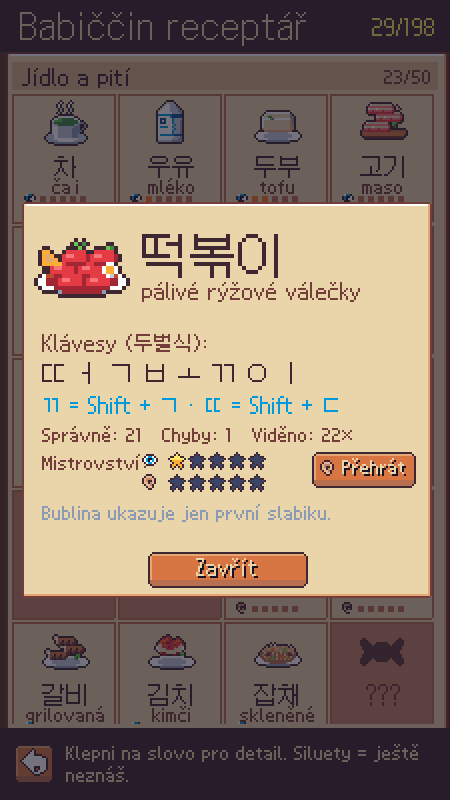 Babiččin receptář 29/198
Jídlo a pití 23/50
차 우유 두부 고기
čaj mléko tofu maso
떡볶이
pálivé rýžové válečky
Klávesy (두벌식):
ㄸ ㅓ ㄱ ㅂ ㅗ ㄲ ㅇ ㅣ
ㄲ = Shift + ㄱ · ㄸ = Shift + ㄷ
Správně: 21 Chyby: 1 Viděno: 22×
Mistrovství
Přehrát
Bublina ukazuje jen první slabiku.
Zavřít
갈비 김치 잡채 ???
grilovaná kimči skleněné
Klepni na slovo pro detail. Siluety = ještě
neznáš.